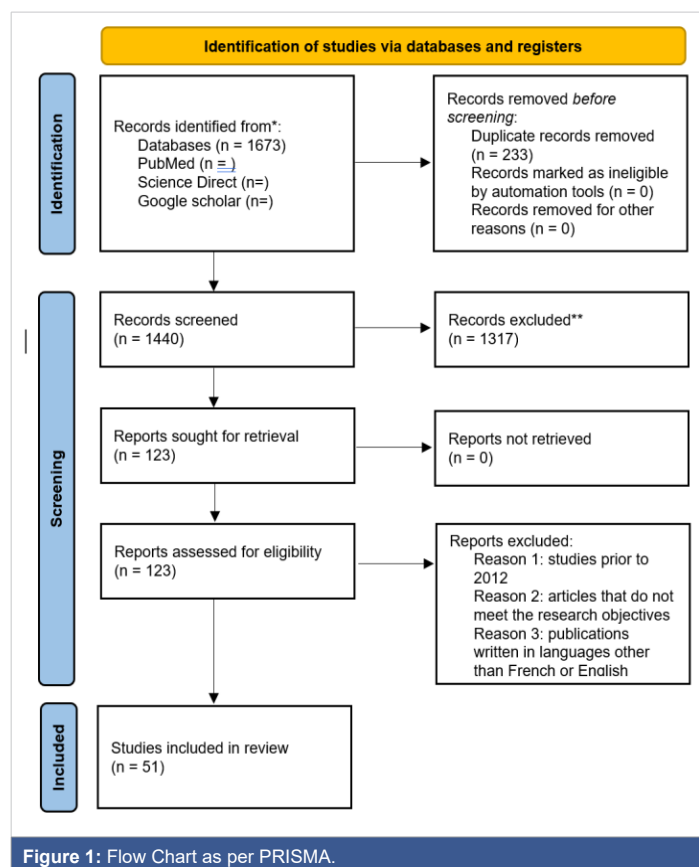 Identification of studies via databases and registers
Identification
Records identified from*:
Databases (n = 1673)
PubMed (n = )
Science Direct (n=)
Google scholar (n=)
Records removed before
screening:
Duplicate records removed
(n = 233)
Records marked as ineligible
by automation tools (n = 0)
Records removed for other
reasons (n = 0)
Screening
Records screened
(n = 1440)
Records excluded**
(n = 1317)
Reports sought for retrieval
(n = 123)
Reports not retrieved
(n = 0)
Reports assessed for eligibility
(n = 123)
Reports excluded:
Reason 1: studies prior to
2012
Reason 2: articles that do not
meet the research objectives
Reason 3: publications
written in languages other
than French or English
Included
Studies included in review
(n = 51)
Figure 1: Flow Chart as per PRISMA.